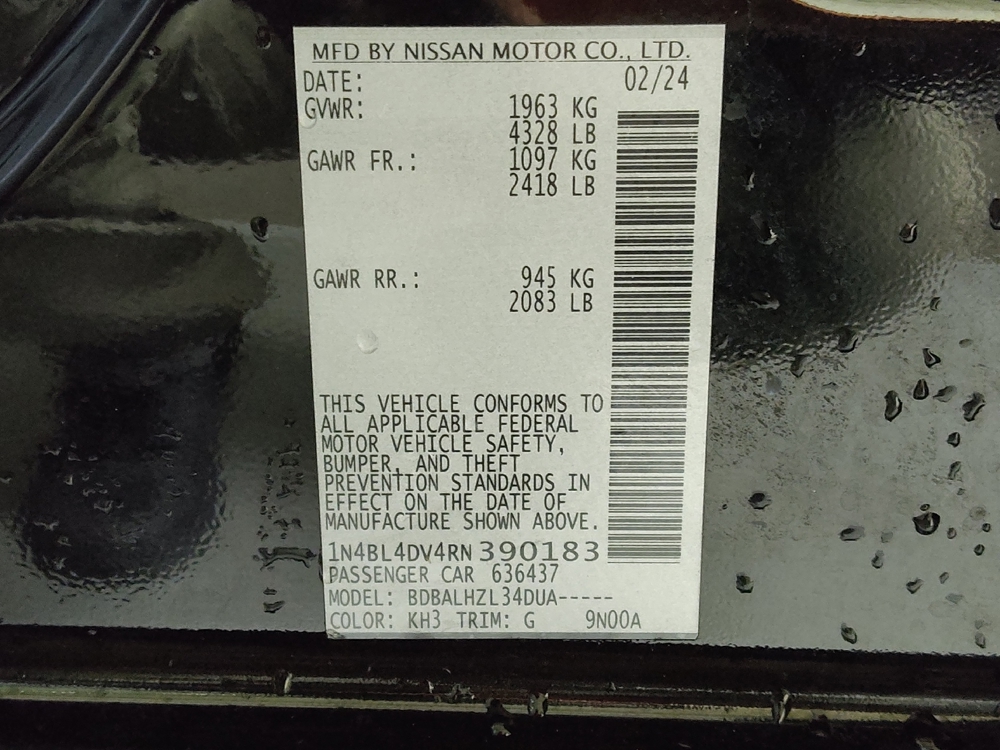 MFD BY NISSAN MOTOR CO., LTD.
DATE: 02/24
GVWR: 1963 KG
4328 LB
GAWR FR.: 1097 KG
2418 LB
GAWR RR.: 945 KG
2083 LB
THIS VEHICLE CONFORMS TO
ALL APPLICABLE FEDERAL
MOTOR VEHICLE SAFETY,
BUMPER, AND THEFT
PREVENTION STANDARDS IN
EFFECT ON THE DATE OF
MANUFACTURE SHOWN ABOVE.
1N4BL4DV4RN 390183
PASSENGER CAR 636437
MODEL: BDBALHZL34DUA-----
COLOR: KH3 TRIM: G 9N00A